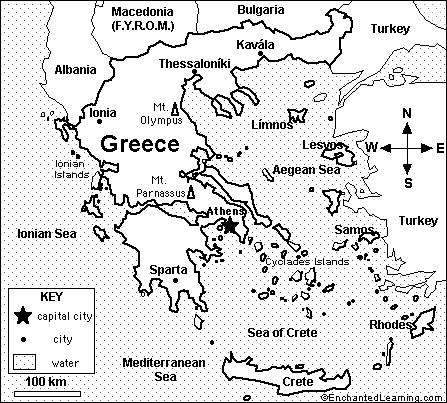 Macedonia
(F.Y.R.O.M.)
Bulgaria
Turkey
Albania
Kavála
Thessaloníki
Ionia
Mt.
Olympus
Límnos
N
W E
S
Greece
Lesvos
Ionian
Islands
Mt.
Parnassus
Aegean Sea
Athens
Turkey
Ionian Sea
Samos
Cyclades Islands
Sparta
KEY
capital city
city
water
Sea of Crete
Rhodes
Mediterranean
Sea
Crete
100 km
©EnchantedLearning.com